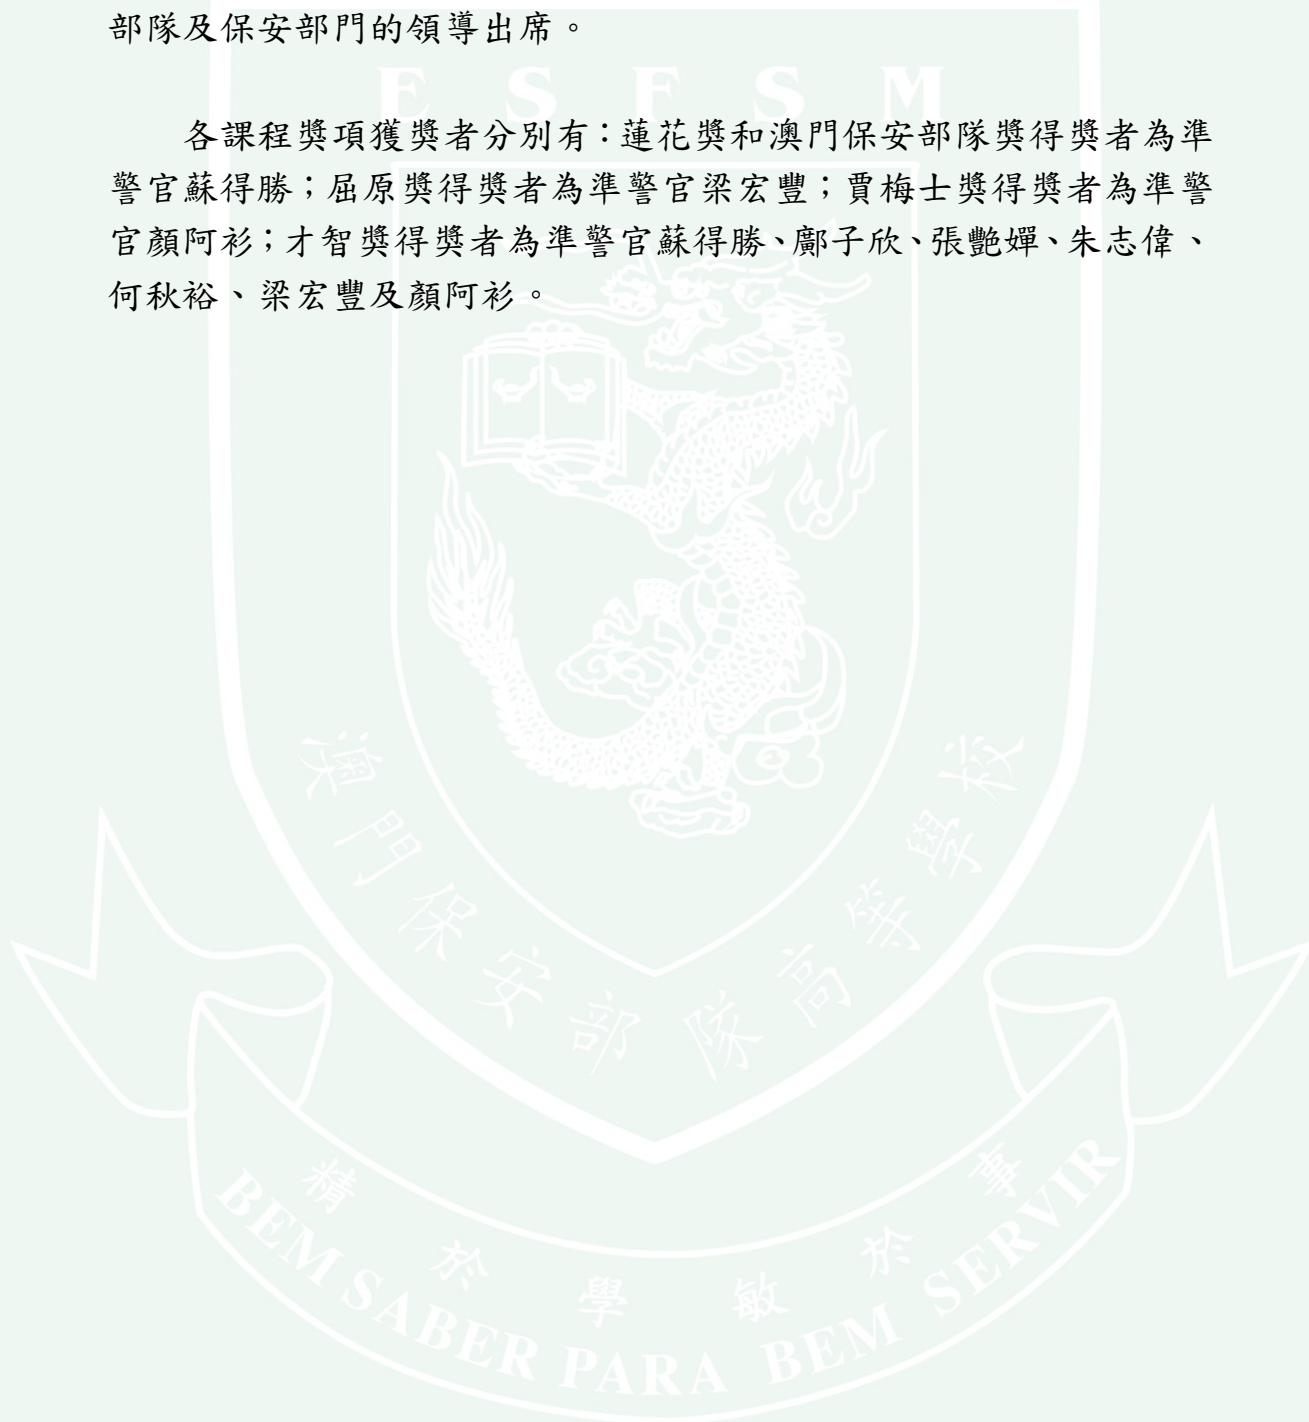 部隊及保安部門的領導出席。
E S F S M
各課程獎項獲獎者分別有：蓮花獎和澳門保安部隊獎得獎者為準
警官蘇得勝；屈原獎得獎者為準警官梁宏豐；賈梅士獎得獎者為準警
官顏阿衫；才智獎得獎者為準警官蘇得勝、鄺子欣、張艷嬋、朱志偉、
何秋裕、梁宏豐及顏阿衫。
澳門保安部隊高等學校
精於學敏於事
BEM SABER PARA BEM SERVIR